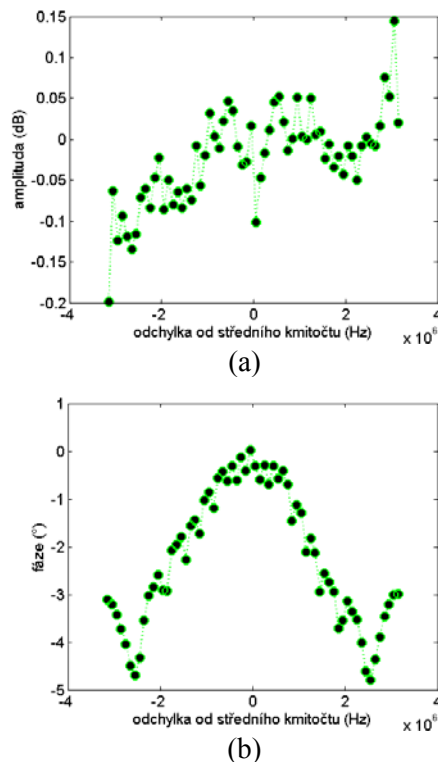 0.15
0.1
0.05
0
-0.05
-0.1
-0.15
-0.2
amplituda (dB)
-4 -2 0 2 4
odchylka od středního kmitočtu (Hz)
x 10⁶
(a)
1
0
-1
-2
-3
-4
-5
fáze (°)
-4 -2 0 2 4
odchylka od středního kmitočtu (Hz)
x 10⁶
(b)